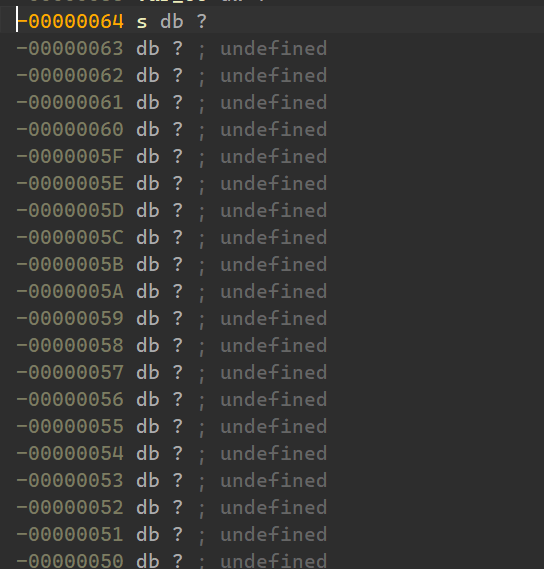 -00000064 s db ?
-00000063 db ? ; undefined
-00000062 db ? ; undefined
-00000061 db ? ; undefined
-00000060 db ? ; undefined
-0000005F db ? ; undefined
-0000005E db ? ; undefined
-0000005D db ? ; undefined
-0000005C db ? ; undefined
-0000005B db ? ; undefined
-0000005A db ? ; undefined
-00000059 db ? ; undefined
-00000058 db ? ; undefined
-00000057 db ? ; undefined
-00000056 db ? ; undefined
-00000055 db ? ; undefined
-00000054 db ? ; undefined
-00000053 db ? ; undefined
-00000052 db ? ; undefined
-00000051 db ? ; undefined
-00000050 db ? ; undefined